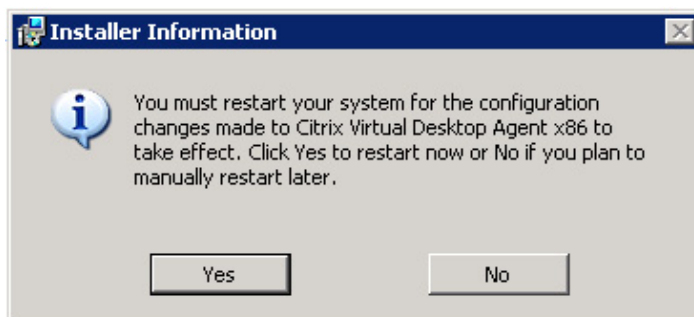 Installer Information
You must restart your system for the configuration
changes made to Citrix Virtual Desktop Agent x86 to
take effect. Click Yes to restart now or No if you plan to
manually restart later.
Yes
No